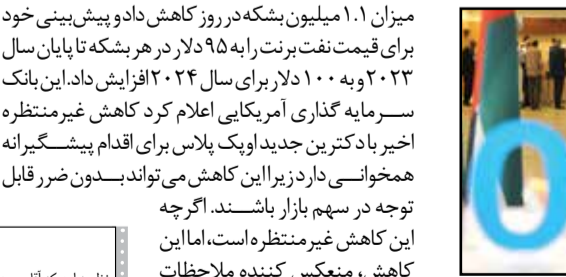 میزان ۱.۱ میلیون بشکه در روز کاهش داد و پیش‌بینی خود
برای قیمت نفت برنت را به ۹۵ دلار در هر بشکه تا پایان سال
۲۰۲۳ و به ۱۰۰ دلار برای سال ۲۰۲۴ افزایش داد. این بانک
سرمایه گذاری آمریکایی اعلام کرد کاهش غیرمنتظره
اخیر با دکترین جدید اوپک پلاس برای اقدام پیشگیرانه
همخوانی دارد زیرا این کاهش می‌تواند بدون ضرر قابل
توجه در سهم بازار باشند. اگرچه
این کاهش غیرمنتظره است، اما این
کاهش، منعکس کننده ملاحظات
O